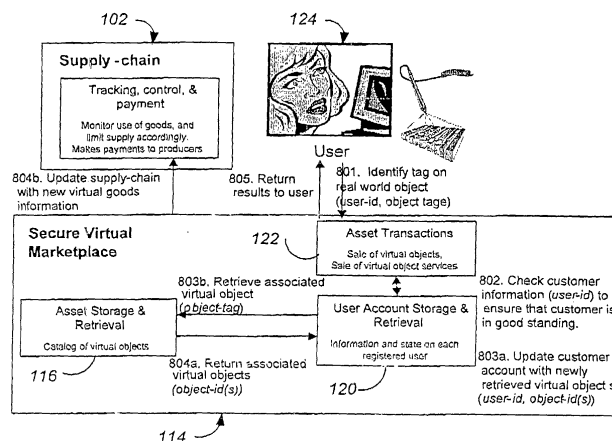 102
124
Supply -chain
Tracking, control, &
payment
Monitor use of goods, and
limit supply accordingly.
Makes payments to producers
User
804b. Update supply-chain
with new virtual goods
information
805. Return
results to user
801. Identify tag on
real world object
(user-id, object tage)
Secure Virtual
Marketplace
122
Asset Transactions
Sale of virtual objects,
Sale of virtual object services
803b. Retrieve associated
virtual object
(object-tag)
802. Check customer
information (user-id) to
ensure that customer is
in good standing.
Asset Storage &
Retrieval
Catalog of virtual objects
User Account Storage &
Retrieval
Information and state on each
registered user
116
804a. Return associated
virtual objects
(object-id(s))
120
803a. Update customer
account with newly
retrieved virtual object s
(user-id, object-id(s))
114